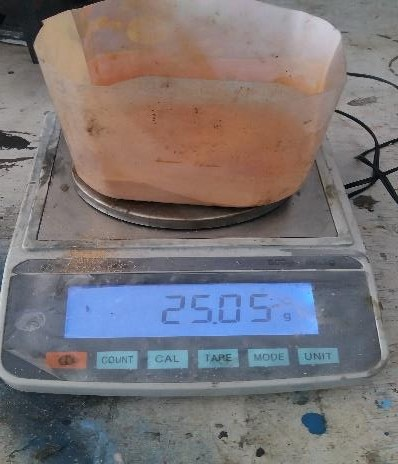 25.05 g
COUNT CAL TARE MODE UNIT